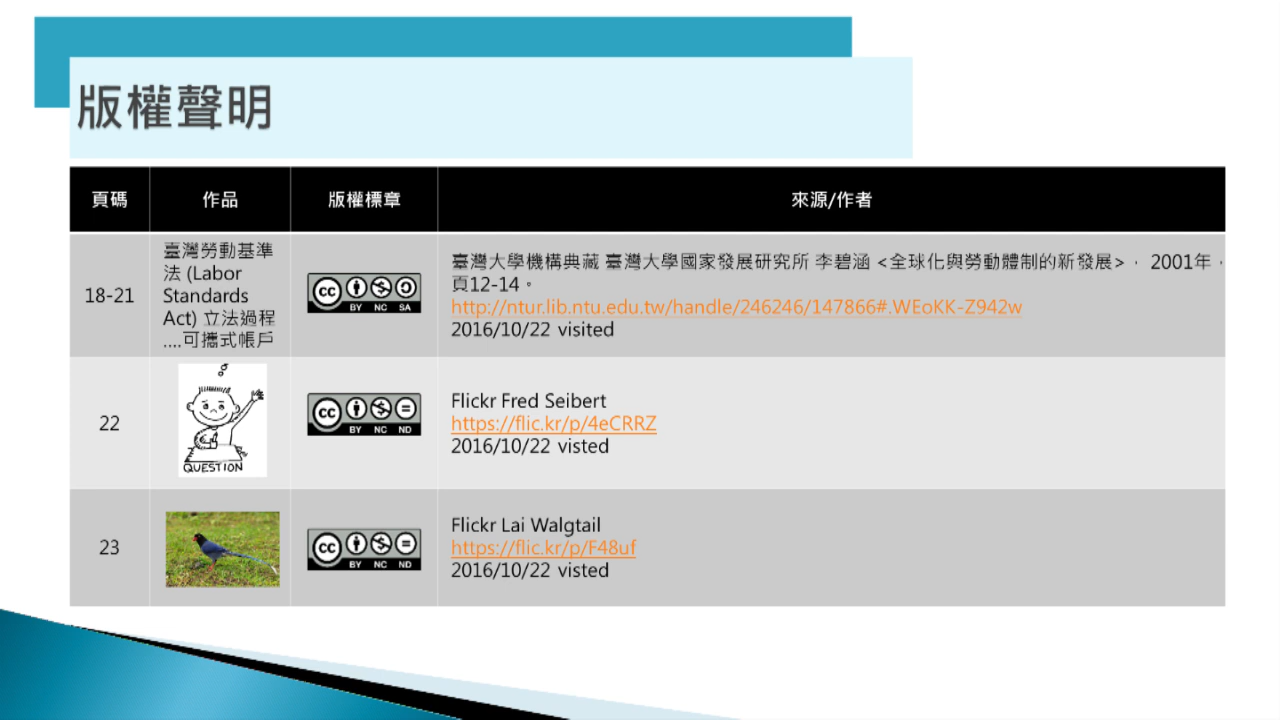 版權聲明
頁碼 作品 版權標章 來源/作者
18-21
臺灣勞動基準
法 (Labor
Standards
Act) 立法過程
....可攜式帳戶
cc BY NC SA
臺灣大學機構典藏 臺灣大學國家發展研究所 李碧涵 <全球化與勞動體制的新發展>， 2001年，
頁12-14。
http://ntur.lib.ntu.edu.tw/handle/246246/147866#.WEoKK-Z942w
2016/10/22 visited
22
QUESTION
cc BY NC ND
Flickr Fred Seibert
https://flic.kr/p/4eCRRZ
2016/10/22 visted
23
cc BY NC ND
Flickr Lai Walgtail
https://flic.kr/p/F48uf
2016/10/22 visted